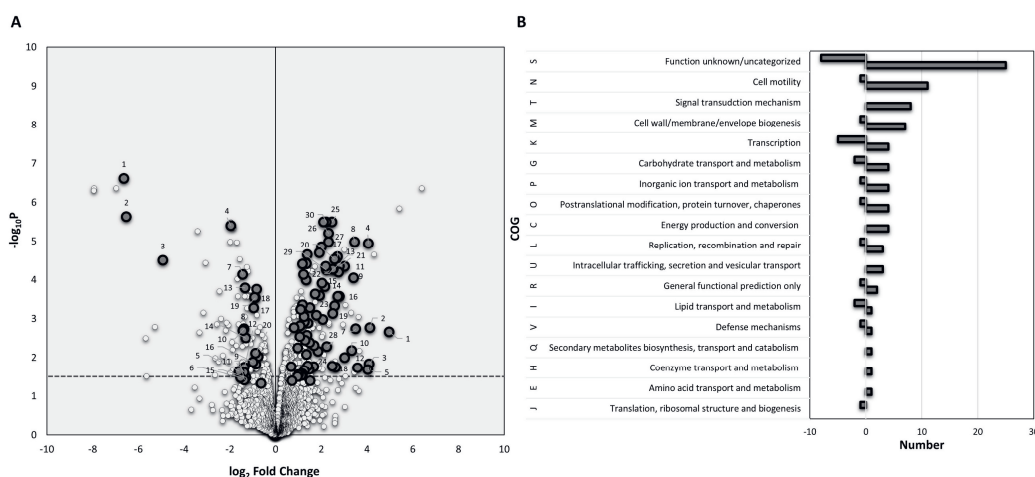 A
10
9
8
7
6
5
4
3
2
1
0
-log10P
-10 -8 -6 -4 -2 0 2 4 6 8 10
log2 Fold Change
1
2
3
4
7
13
18
19
17
8
12
20
14
10
16
5
9
11
6
15
30 25
26
8 4
27
20 17
29 13 21
11
22 9
15
14
16
23
19
2
7
1
28
10
12 3
18 5
B
COG
S Function unknown/uncategorized
N Cell motility
T Signal transudction mechanism
M Cell wall/membrane/envelope biogenesis
K Transcription
G Carbohydrate transport and metabolism
P Inorganic ion transport and metabolism
O Postranslational modification, protein turnover, chaperones
C Energy production and conversion
L Replication, recombination and repair
U Intracellular trafficking, secretion and vesicular transport
R General functional prediction only
I Lipid transport and metabolism
V Defense mechanisms
Q Secondary metabolites biosynthesis, transport and catabolism
H Coenzyme transport and metabolism
E Amino acid transport and metabolism
J Translation, ribosomal structure and biogenesis
-10 0 10 20 30
Number